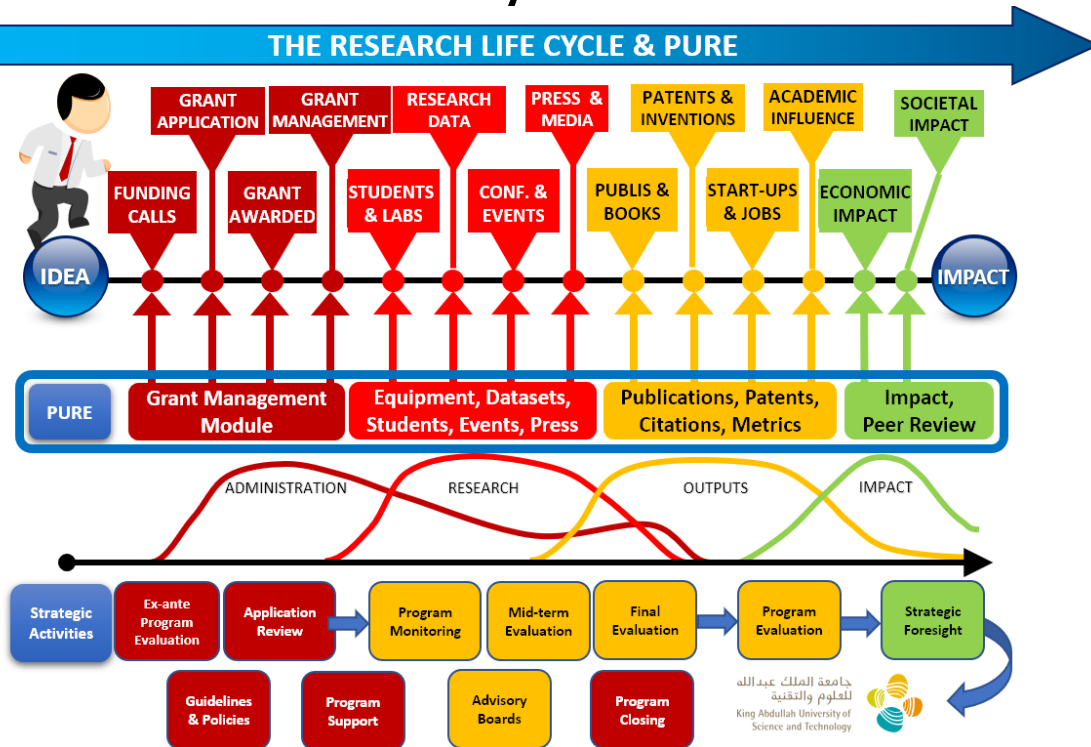 THE RESEARCH LIFE CYCLE & PURE
GRANT
APPLICATION
GRANT
MANAGEMENT
RESEARCH
DATA
PRESS & 
MEDIA
PATENTS &
INVENTIONS
ACADEMIC
INFLUENCE
SOCIETAL
IMPACT
FUNDING
CALLS
GRANT
AWARDED
STUDENTS
& LABS
CONF. &
EVENTS
PUBLIS &
BOOKS
START-UPS
& JOBS
ECONOMIC
IMPACT
IDEA
IMPACT
PURE
Grant Management
Module
Equipment, Datasets,
Students, Events, Press
Publications, Patents,
Citations, Metrics
Impact,
Peer Review
ADMINISTRATION
RESEARCH
OUTPUTS
IMPACT
Strategic
Activities
Ex-ante
Program
Evaluation
Application
Review
Program
Monitoring
Mid-term
Evaluation
Final
Evaluation
Program
Evaluation
Strategic
Foresight
Guidelines
& Policies
Program
Support
Advisory
Boards
Program
Closing
جامعة الملك عبدالله
للعلوم والتقنية
King Abdullah University of
Science and Technology